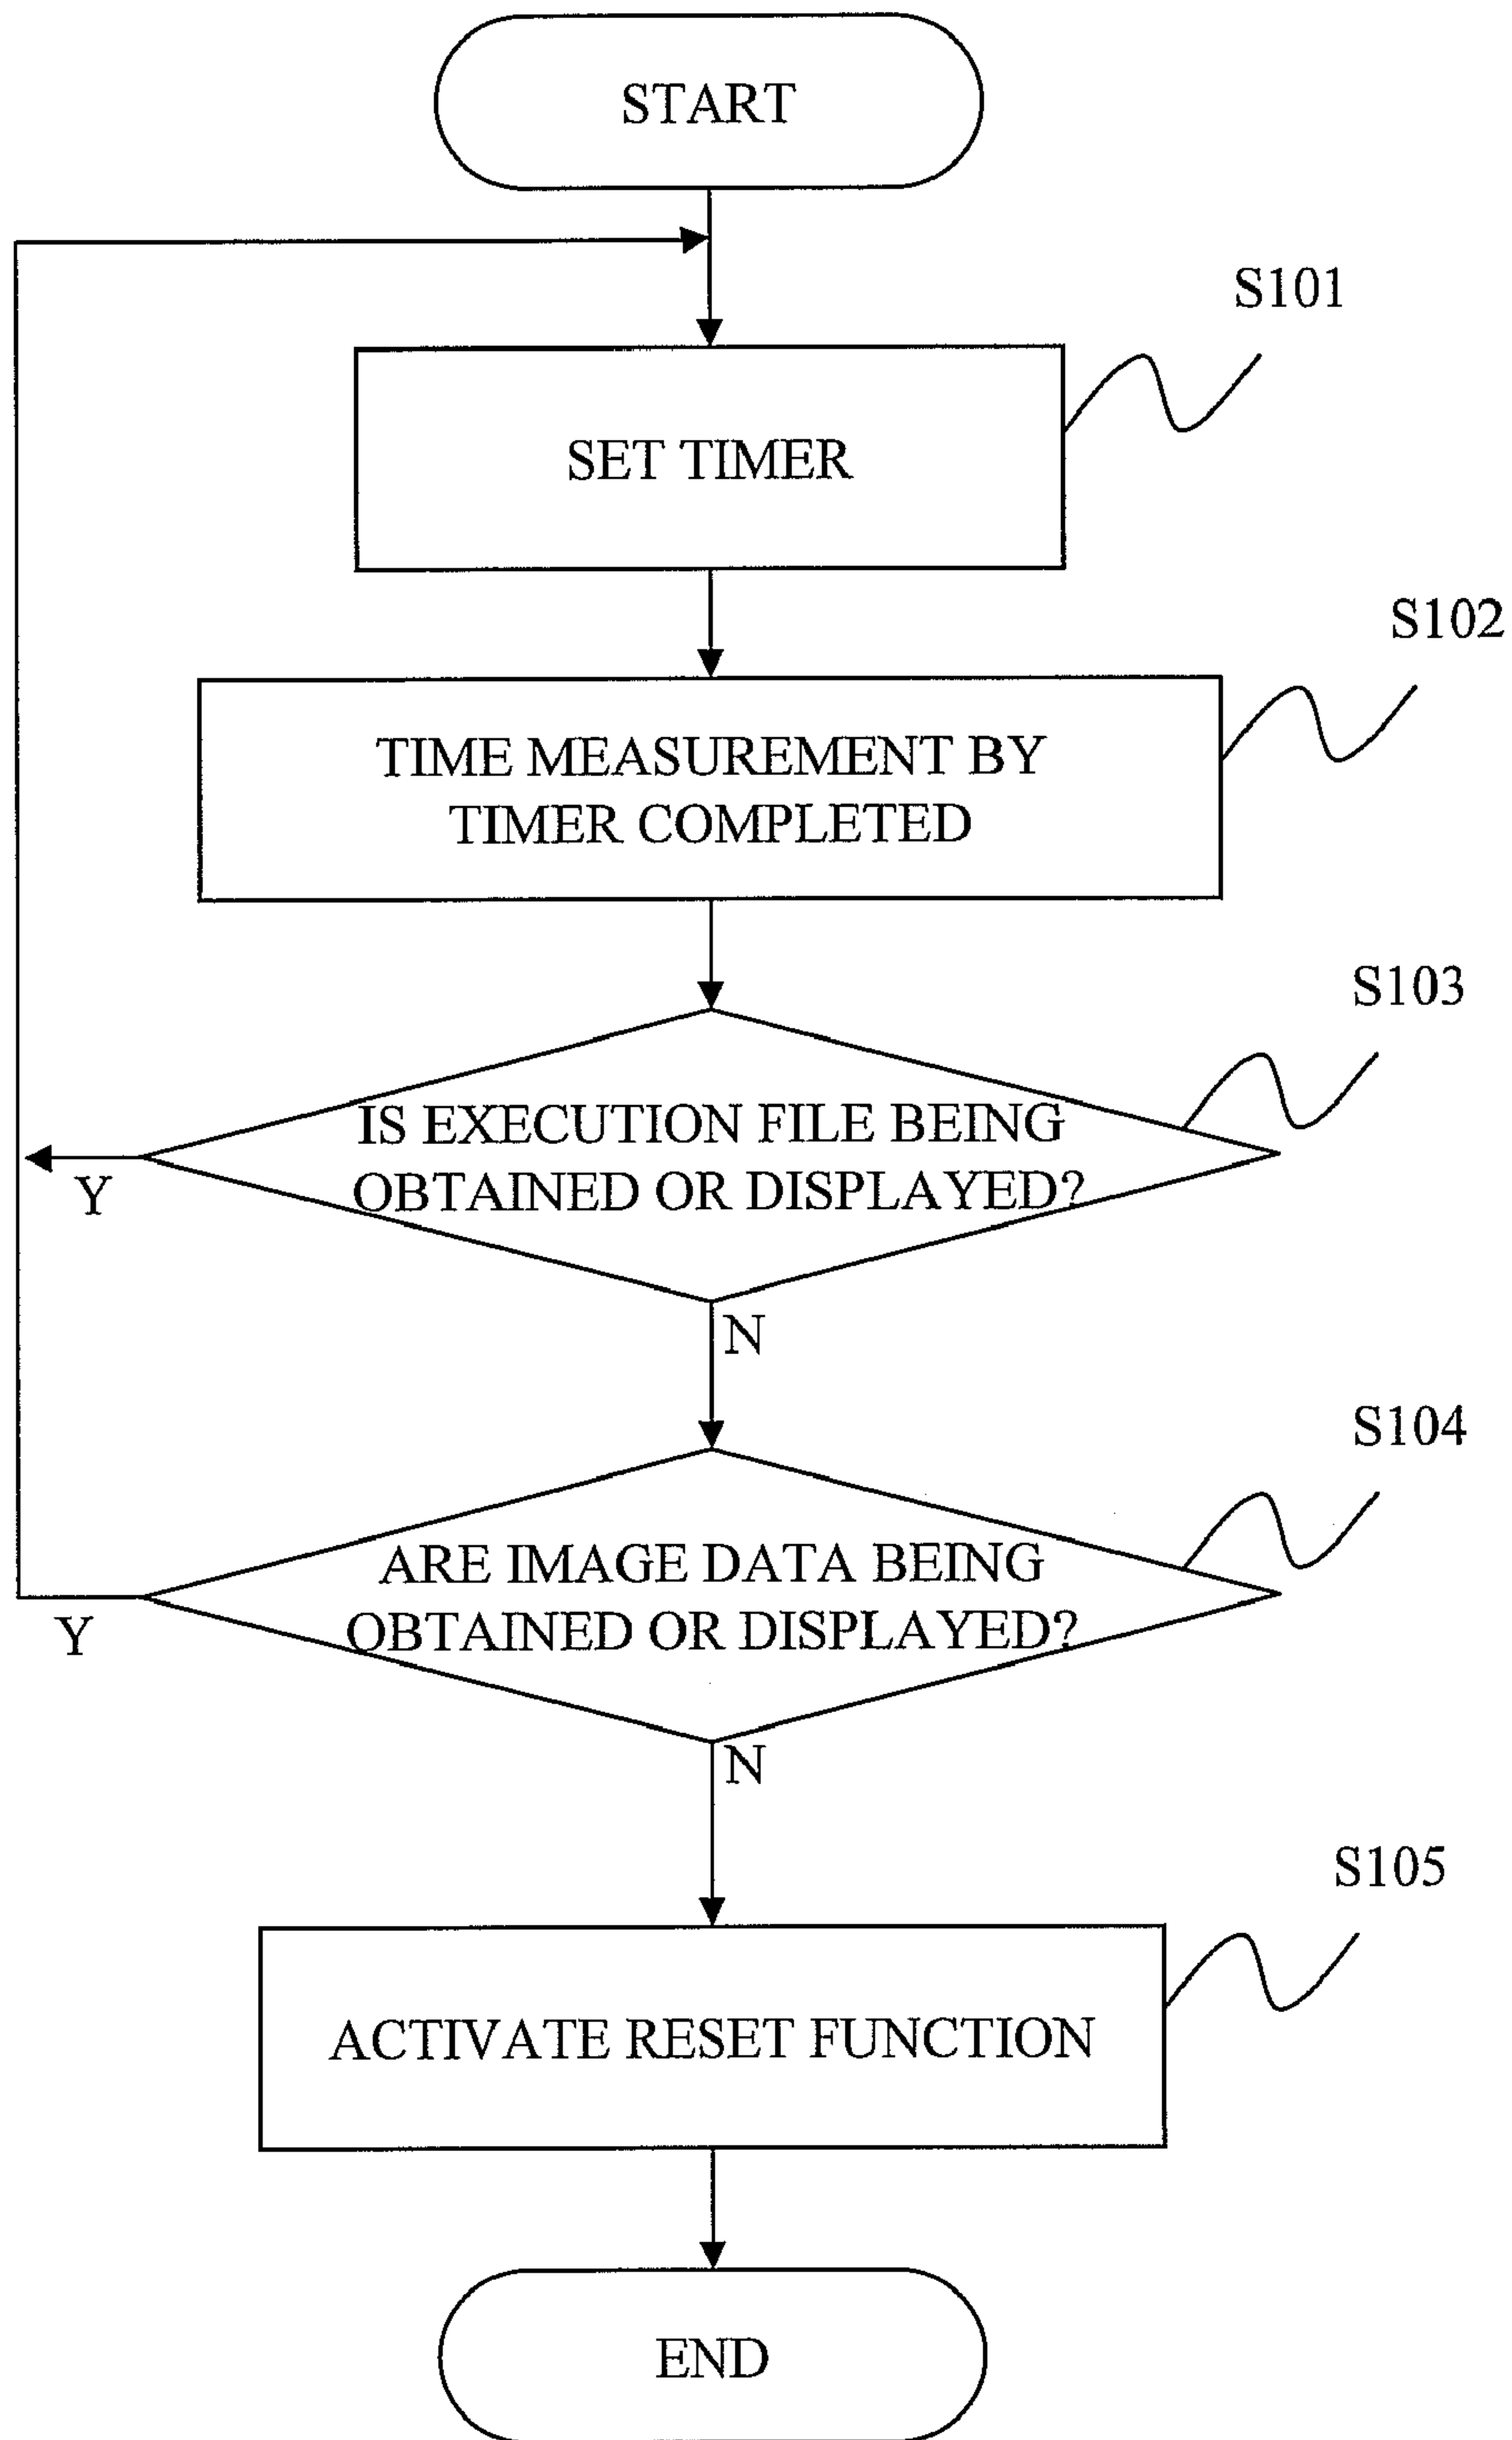 START
S101
SET TIMER
S102
TIME MEASUREMENT BY
TIMER COMPLETED
S103
IS EXECUTION FILE BEING
OBTAINED OR DISPLAYED?
Y
N
S104
ARE IMAGE DATA BEING
OBTAINED OR DISPLAYED?
Y
N
S105
ACTIVATE RESET FUNCTION
END